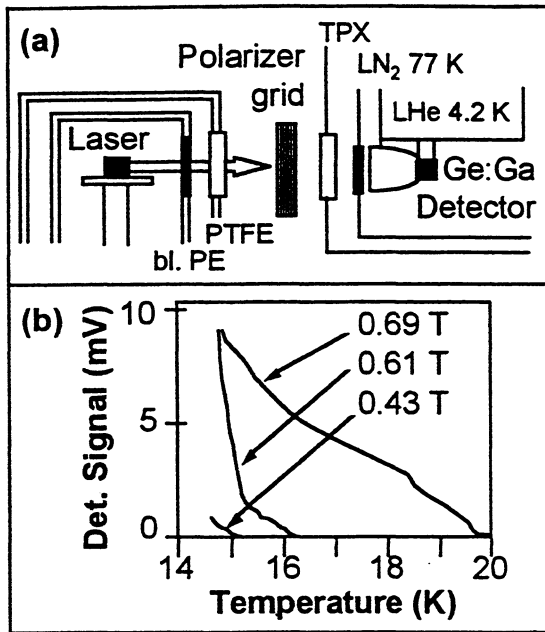 (a)
TPX
Polarizer
grid
LN₂ 77 K
LHe 4.2 K
Laser
Ge:Ga
Detector
PTFE
bl. PE
(b)
10
5
0
Det. Signal (mV)
0.69 T
0.61 T
0.43 T
14 16 18 20
Temperature (K)